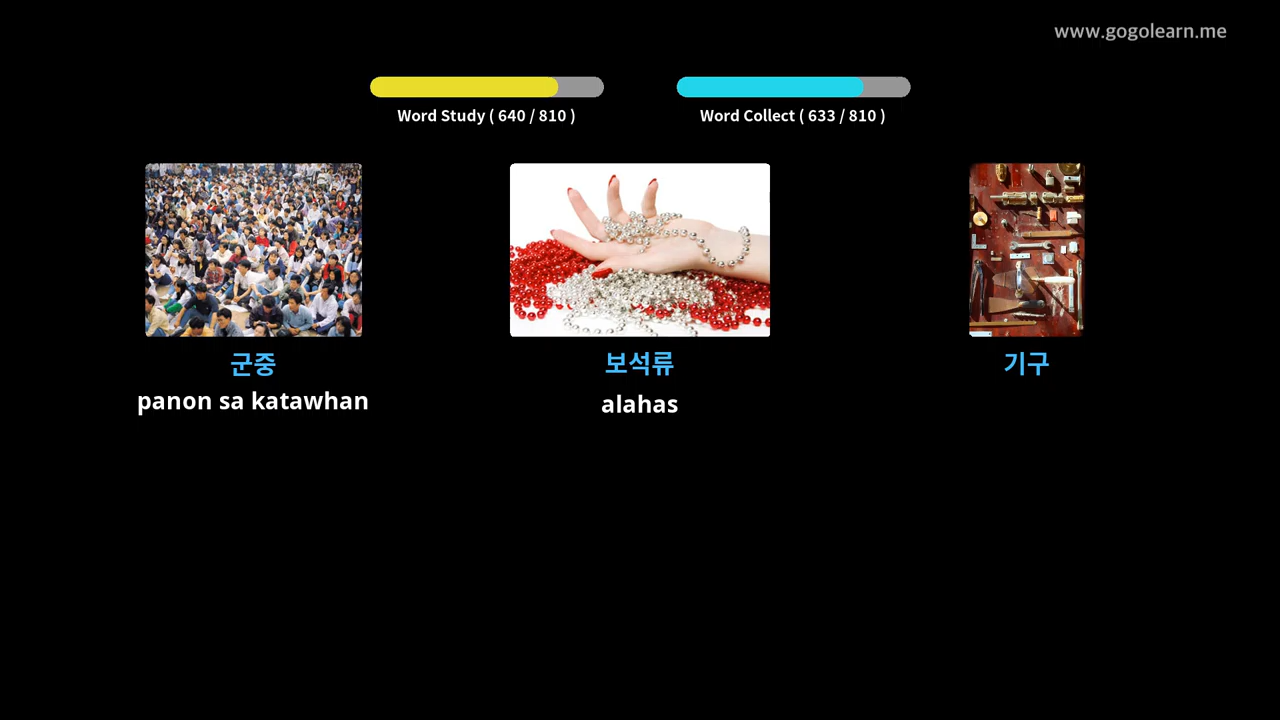 www.gogolearn.me
Word Study ( 640 / 810 )
Word Collect ( 633 / 810 )
군중
보석류
기구
panon sa katawhan
alahas